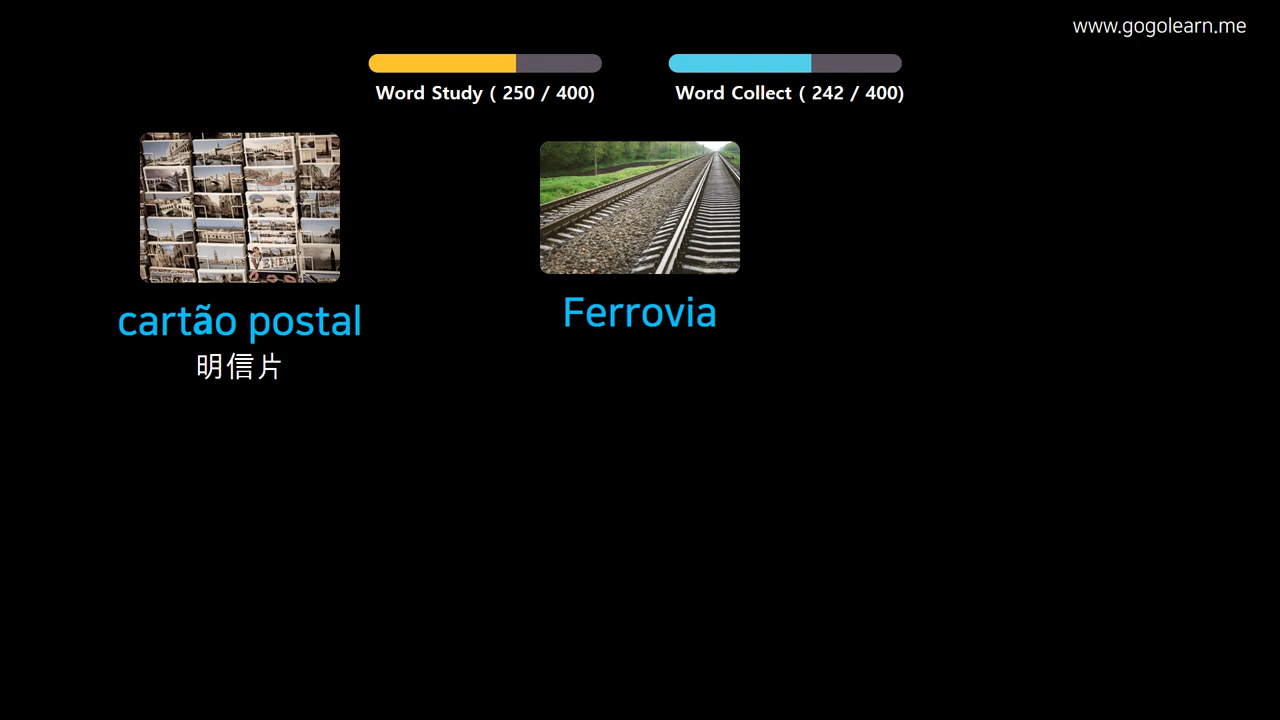 www.gogolearn.me
Word Study ( 250 / 400)
Word Collect ( 242 / 400)
cartão postal
明信片
Ferrovia